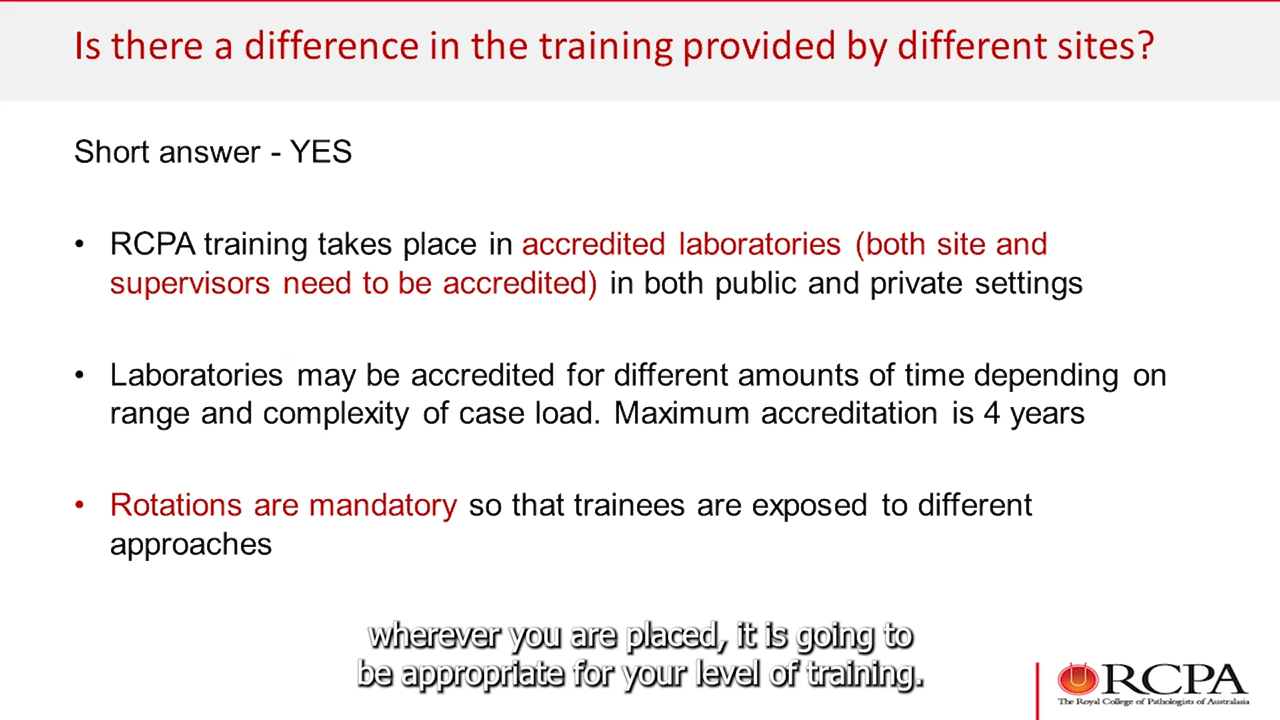 Is there a difference in the training provided by different sites?
Short answer - YES
• RCPA training takes place in accredited laboratories (both site and
supervisors need to be accredited) in both public and private settings
• Laboratories may be accredited for different amounts of time depending on
range and complexity of case load. Maximum accreditation is 4 years
• Rotations are mandatory so that trainees are exposed to different
approaches
wherever you are placed, it is going to
be appropriate for your level of training.
RCPA
The Royal College of Pathologists of Australasia